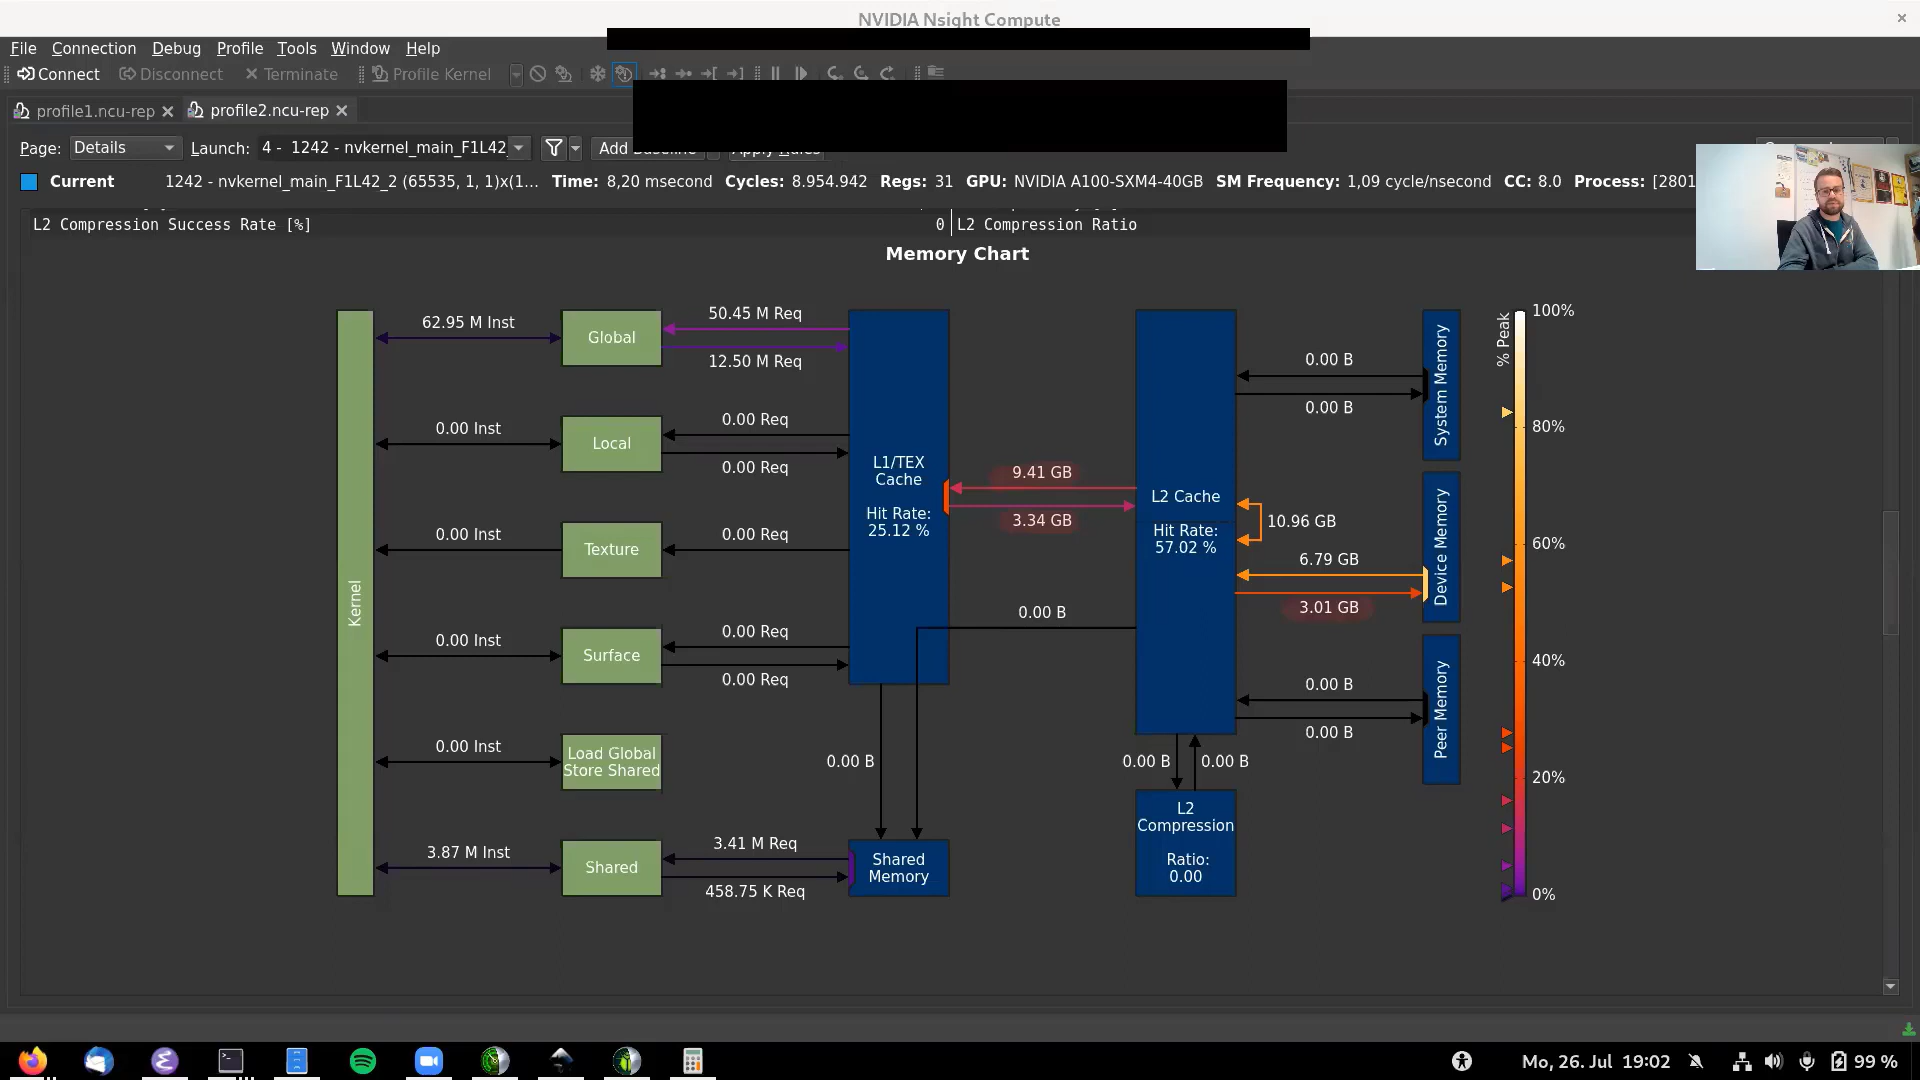 NVIDIA Nsight Compute
File Connection Debug Profile Tools Window Help
Connect Disconnect Terminate Profile Kernel
profile1.ncu-rep profile2.ncu-rep
Page: Details Launch: 4 - 1242 - nvkernel_main_F1L42_ Add Baseline Apply Rules
Current 1242 - nvkernel_main_F1L42_2 (65535, 1, 1)x(1... Time: 8,20 msecond Cycles: 8.954.942 Regs: 31 GPU: NVIDIA A100-SXM4-40GB SM Frequency: 1,09 cycle/nsecond CC: 8.0 Process: [2801
L2 Compression Success Rate [%] 0 L2 Compression Ratio
Memory Chart
Kernel
62.95 M Inst
Global
50.45 M Req
12.50 M Req
0.00 Inst
Local
0.00 Req
0.00 Req
0.00 Inst
Texture
0.00 Req
0.00 Inst
Surface
0.00 Req
0.00 Req
0.00 Inst
Load Global
Store Shared
3.87 M Inst
Shared
3.41 M Req
458.75 K Req
L1/TEX
Cache
Hit Rate:
25.12 %
0.00 B
Shared
Memory
9.41 GB
3.34 GB
0.00 B
L2 Cache
Hit Rate:
57.02 %
0.00 B
0.00 B
L2
Compression
Ratio:
0.00
0.00 B
0.00 B
10.96 GB
6.79 GB
3.01 GB
0.00 B
0.00 B
System Memory
Device Memory
Peer Memory
% Peak
100%
80%
60%
40%
20%
0%
Mo, 26. Jul 19:02 99 %